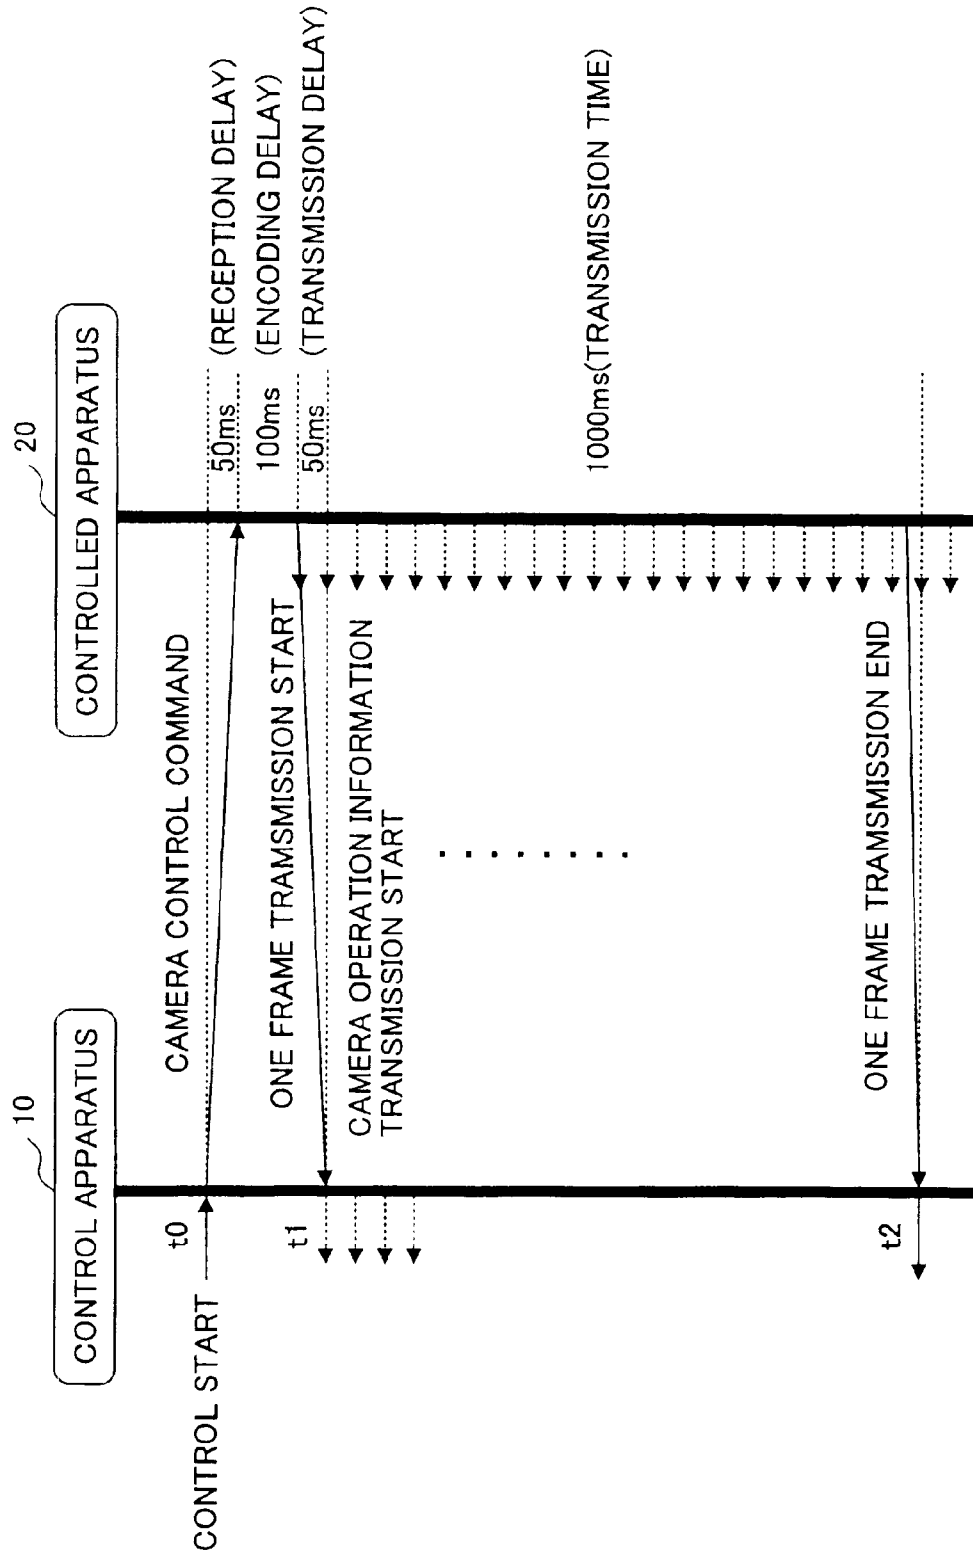 10
CONTROL APPARATUS
20
CONTROLLED APPARATUS
CONTROL START
t0
CAMERA CONTROL COMMAND
50ms
(RECEPTION DELAY)
100ms
(ENCODING DELAY)
ONE FRAME TRAMSMISSION START
t1
50ms
(TRANSMISSION DELAY)
CAMERA OPERATION INFORMATION
TRANSMISSION START
1000ms(TRANSMISSION TIME)
ONE FRAME TRAMSMISSION END
t2